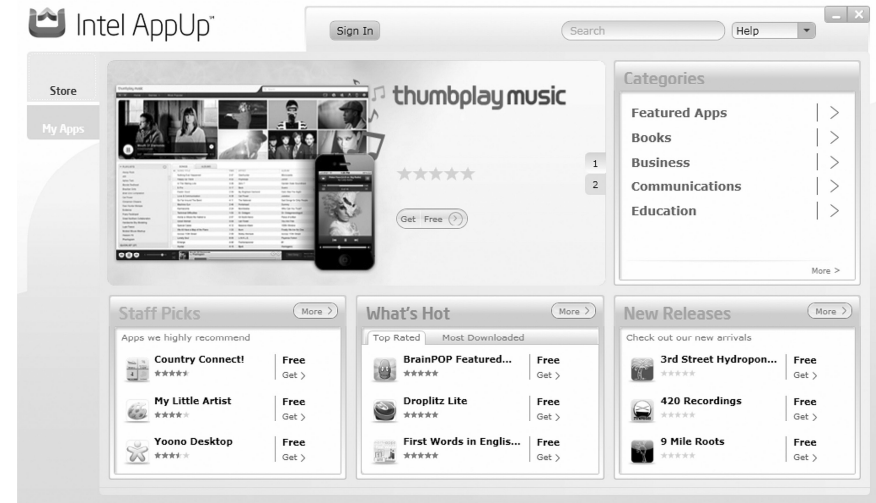 Intel AppUp™
Sign In
Search
Help
Store
My Apps
thumbplay music
1
2
Get Free
Categories
Featured Apps
Books
Business
Communications
Education
More >
Staff Picks
More
Apps we highly recommend
Country Connect!
Free
Get
My Little Artist
Free
Get
Yoono Desktop
Free
Get
What's Hot
More
Top Rated
Most Downloaded
BrainPOP Featured...
Free
Get
Droplitz Lite
Free
Get
First Words in Englis...
Free
Get
New Releases
More
Check out our new arrivals
3rd Street Hydropon...
Free
Get
420 Recordings
Free
Get
9 Mile Roots
Free
Get